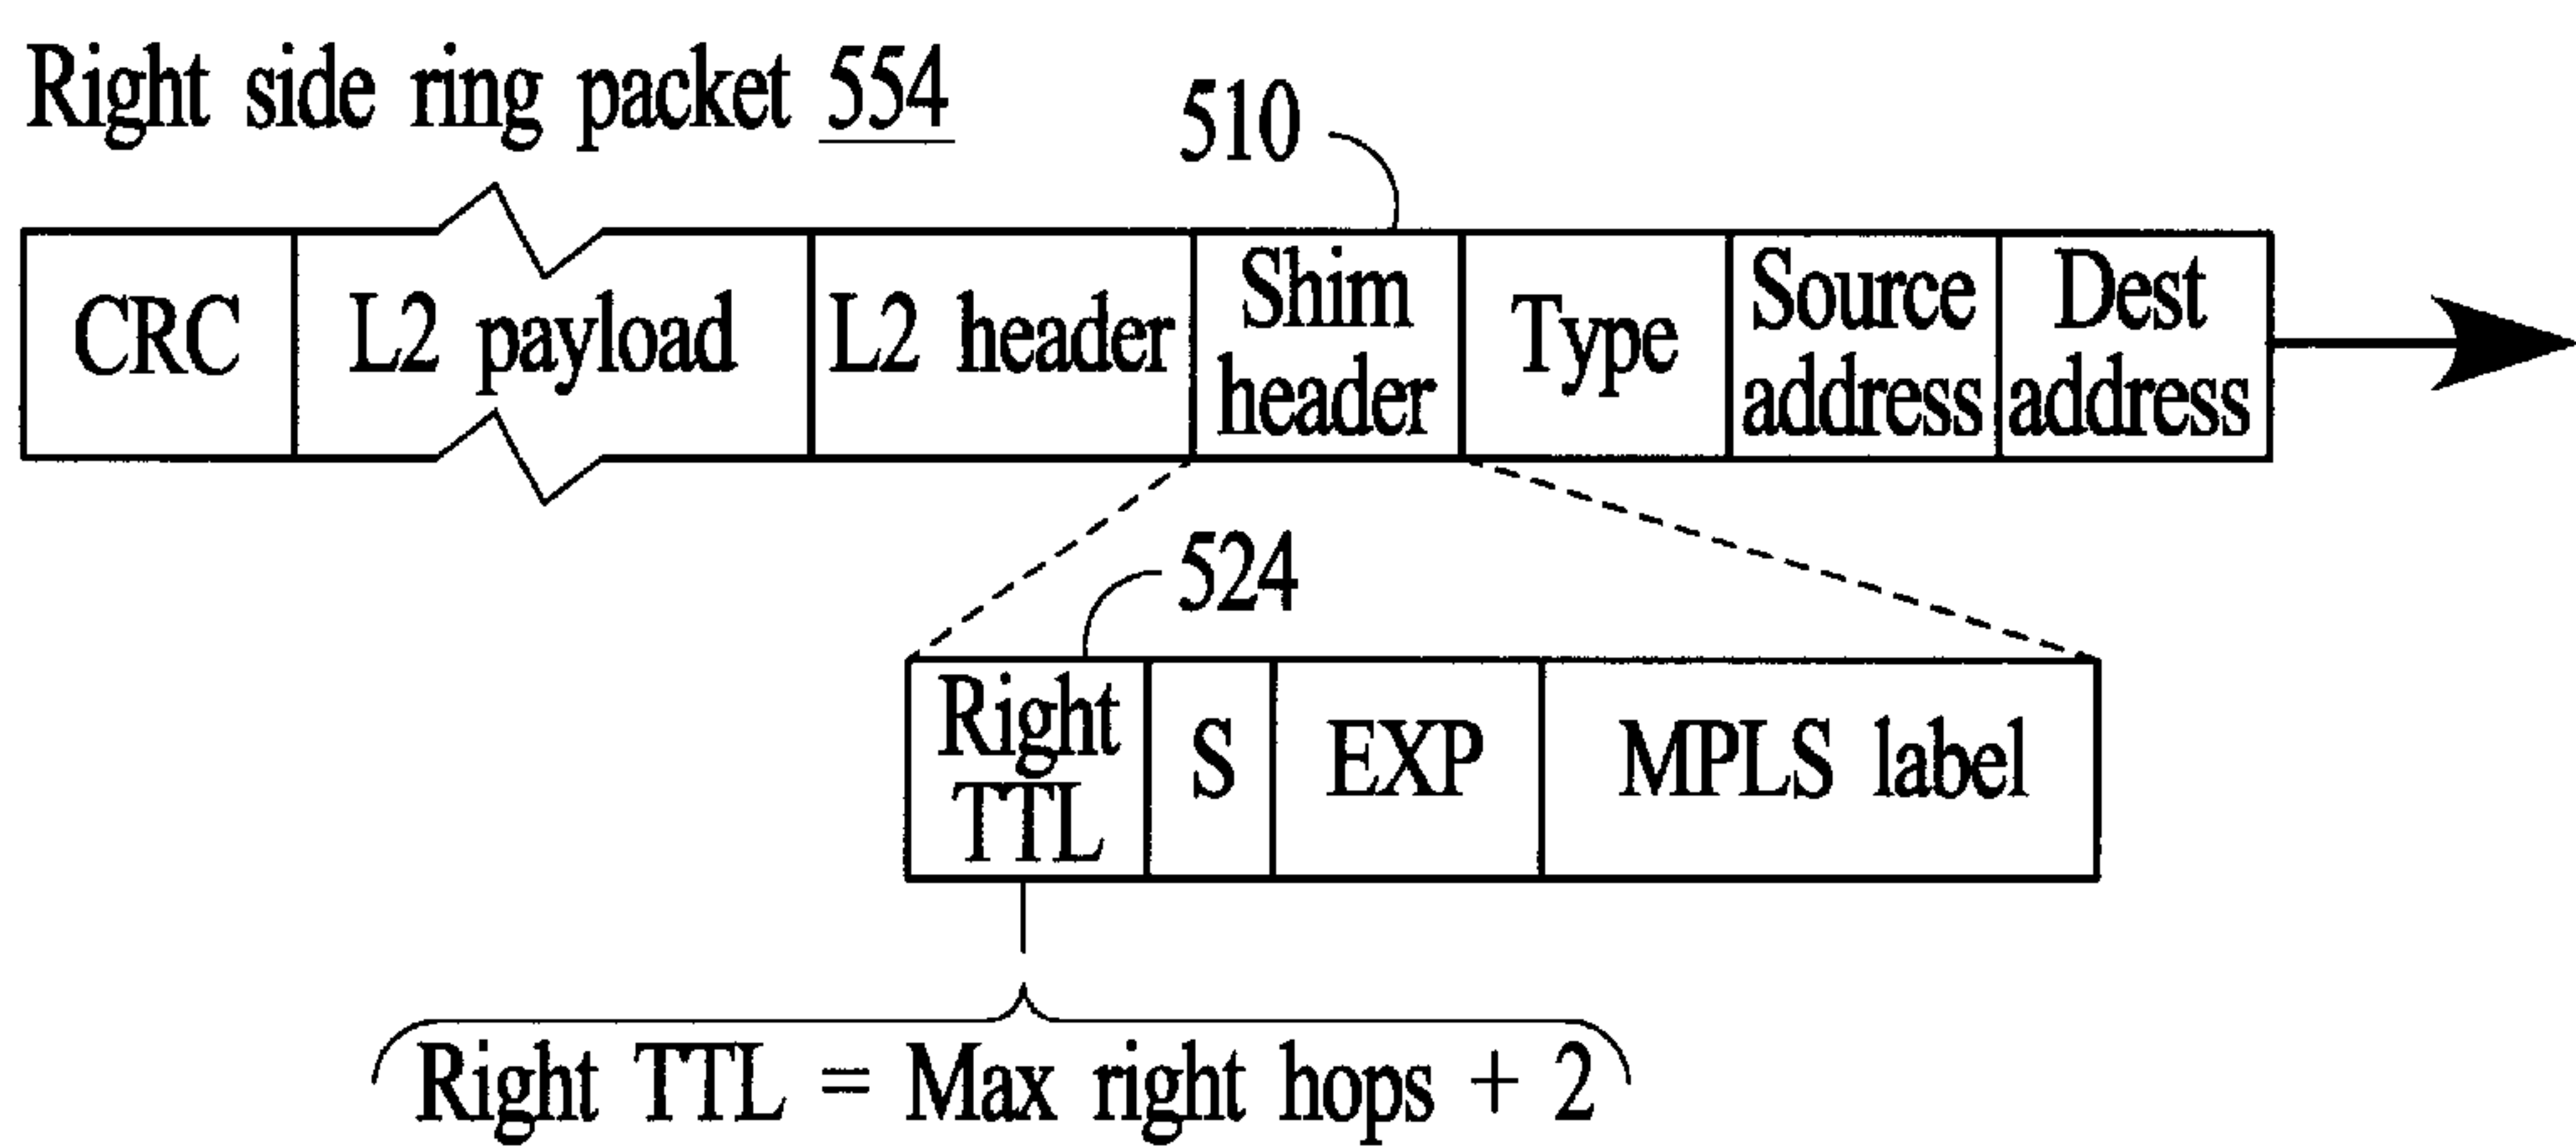 Right side ring packet 554
510
CRC
L2 payload
L2 header
Shim
header
Type
Source
address
Dest
address
524
Right
TTL
S
EXP
MPLS label
Right TTL = Max right hops + 2